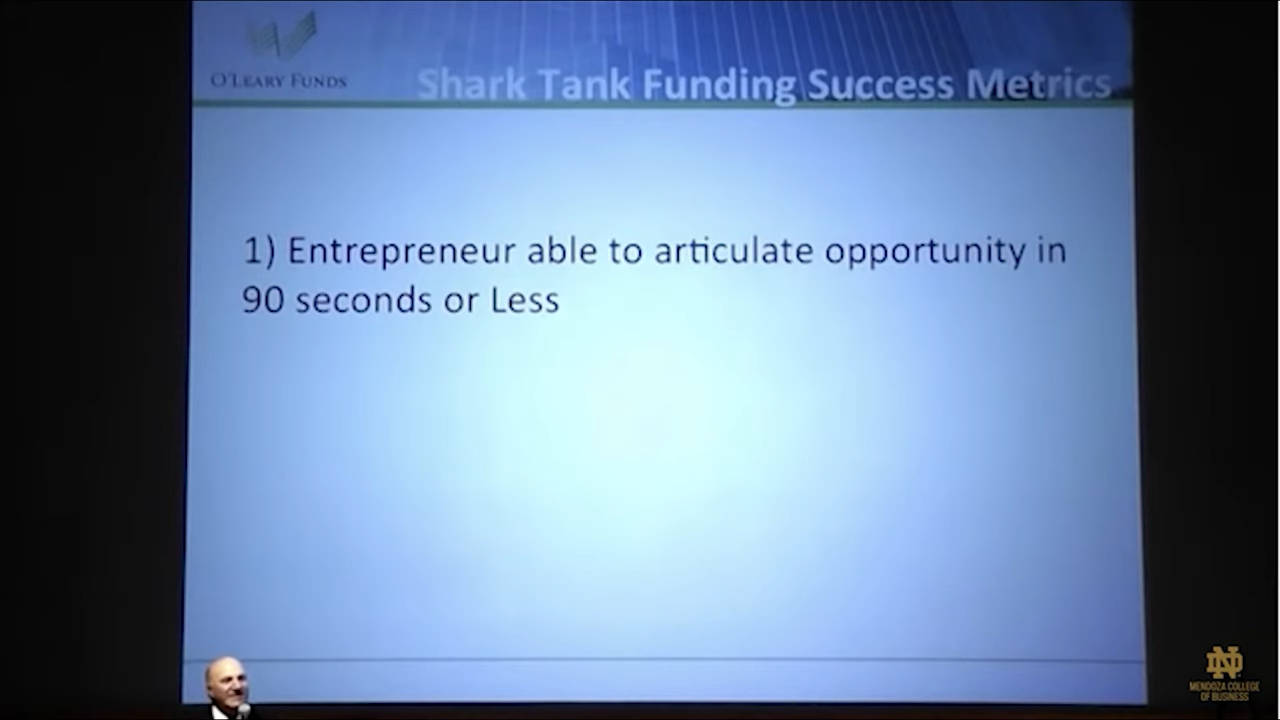 O'LEARY FUNDS
Shark Tank Funding Success Metrics
1) Entrepreneur able to articulate opportunity in
90 seconds or Less
ND
MENDOZA COLLEGE
OF BUSINESS